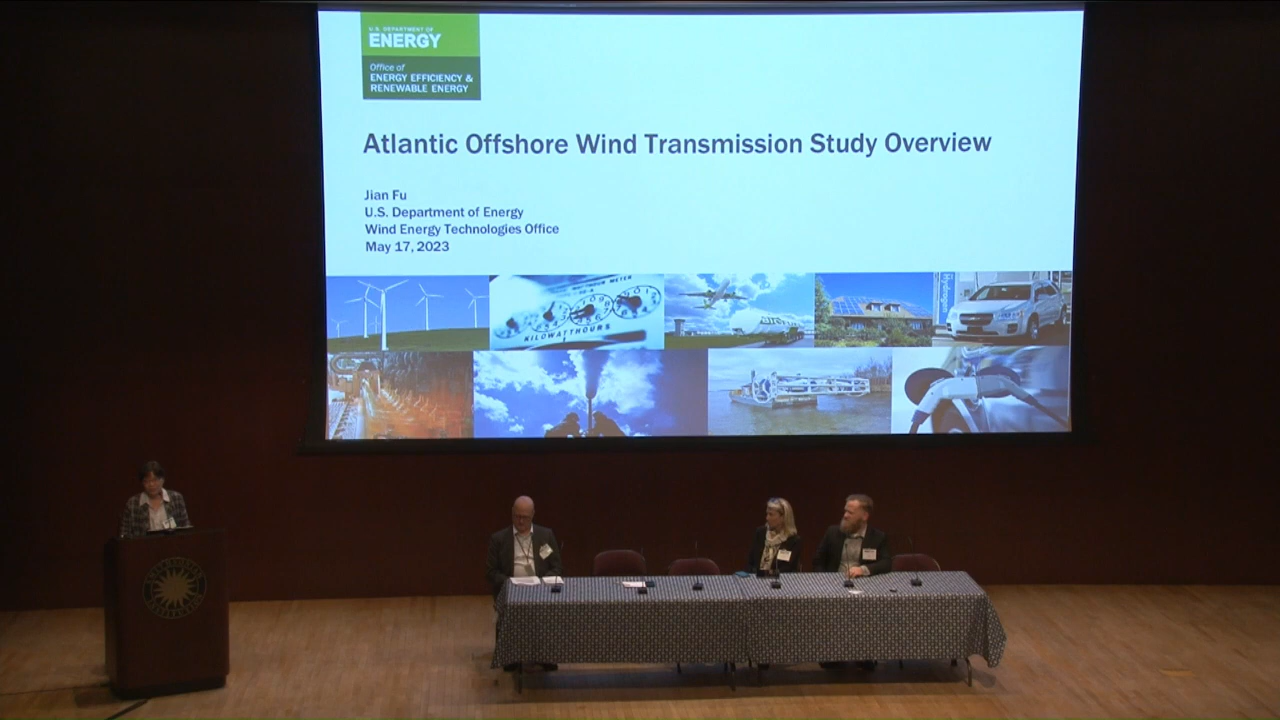 U.S. DEPARTMENT OF
ENERGY
Office of
ENERGY EFFICIENCY &
RENEWABLE ENERGY
Atlantic Offshore Wind Transmission Study Overview
Jian Fu
U.S. Department of Energy
Wind Energy Technologies Office
May 17, 2023
KILOWATTHOURS
Hydrogen